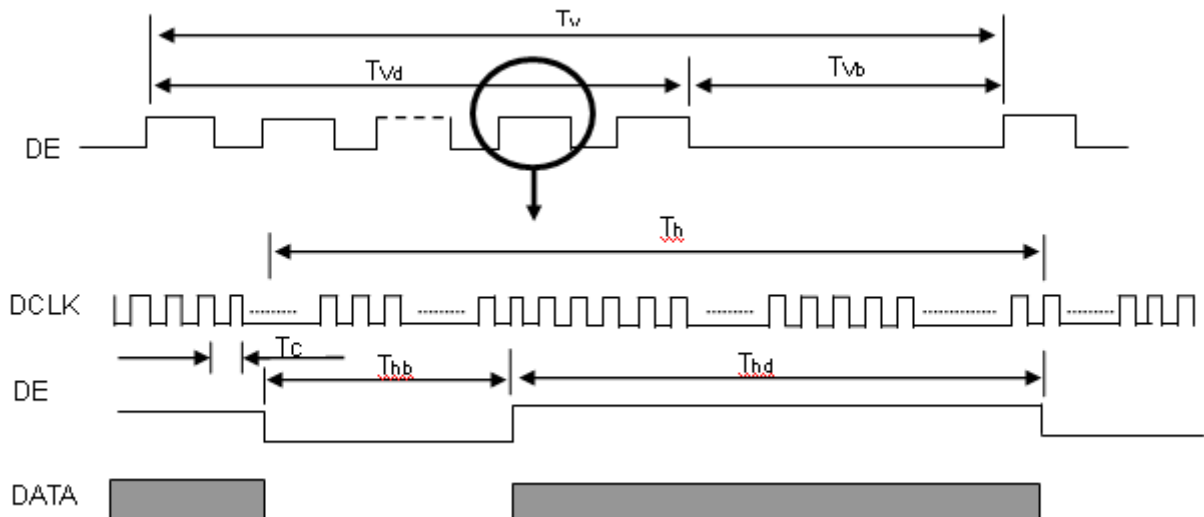 Tv
Tvd
Tvb
DE
Th
DCLK
Tc
Thb
Thd
DE
DATA